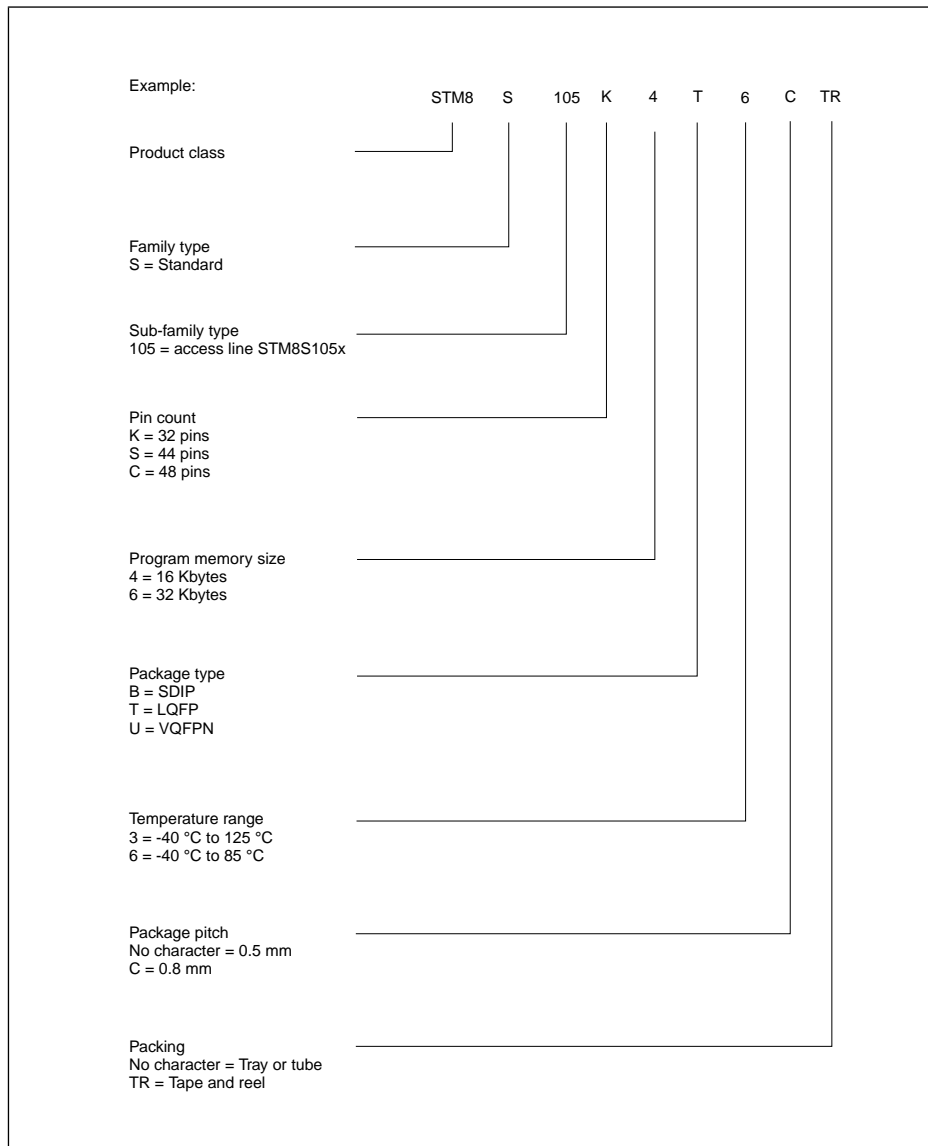 Example:
STM8 S 105 K 4 T 6 C TR
Product class
Family type
S = Standard
Sub-family type
105 = access line STM8S105x
Pin count
K = 32 pins
S = 44 pins
C = 48 pins
Program memory size
4 = 16 Kbytes
6 = 32 Kbytes
Package type
B = SDIP
T = LQFP
U = VQFPN
Temperature range
3 = -40 °C to 125 °C
6 = -40 °C to 85 °C
Package pitch
No character = 0.5 mm
C = 0.8 mm
Packing
No character = Tray or tube
TR = Tape and reel